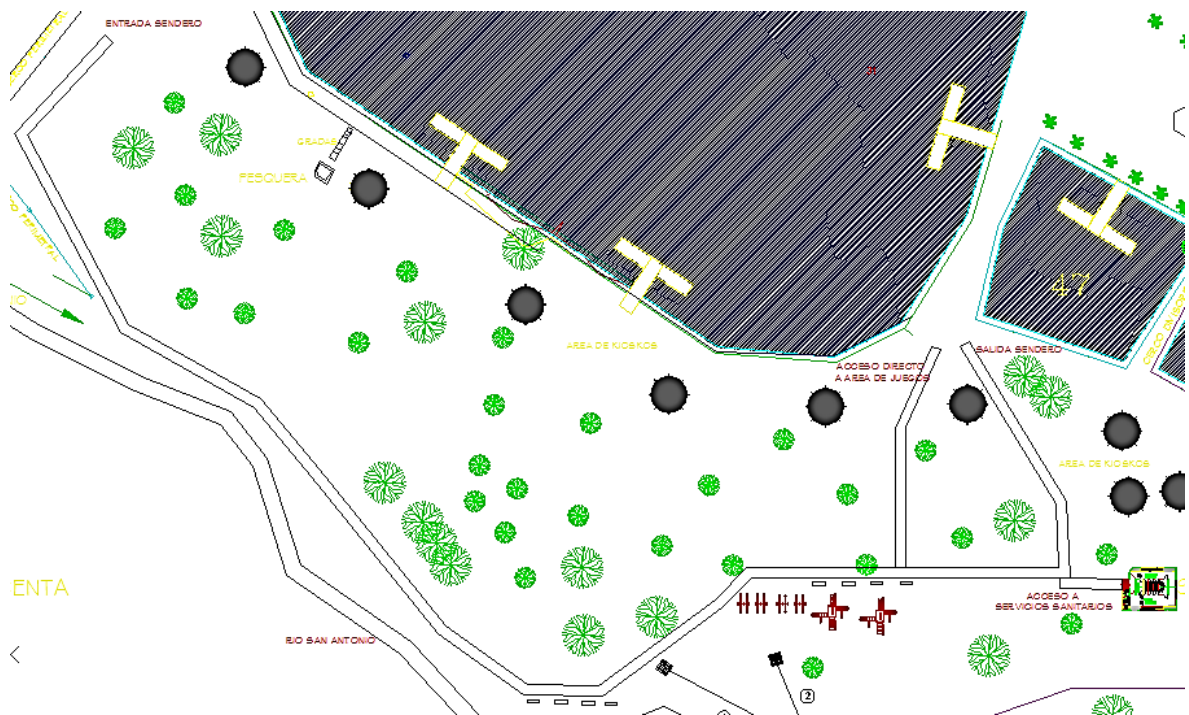 ENTRADA SENDERO
GRADAS
PESQUERA
47
AREA DE KIOSKOS
ACCESO DIRECTO
A AREA DE JUEGOS
SALIDA SENDERO
AREA DE KIOSKOS
ENTA
ACCESO A
SERVICIOS SANITARIOS
RIO SAN ANTONIO
2